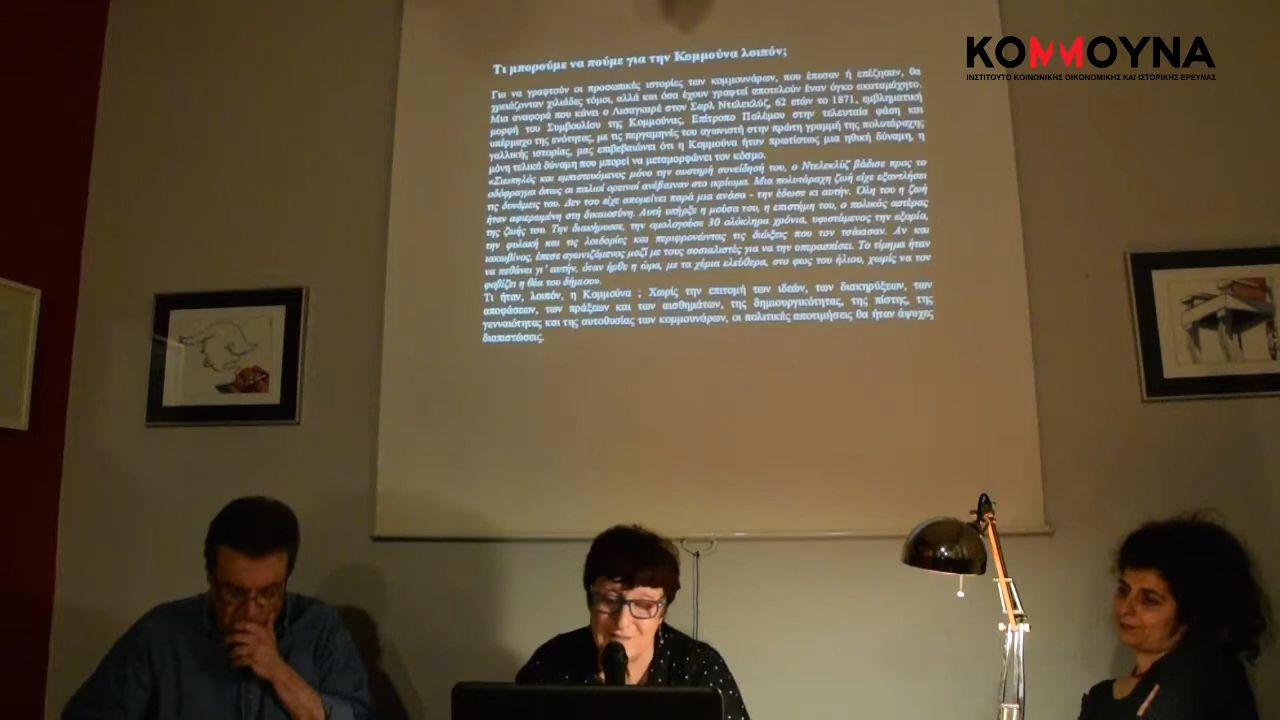 ΚΟΜΜΟΥΝΑ
ΙΝΣΤΙΤΟΥΤΟ ΚΟΙΝΩΝΙΚΗΣ ΟΙΚΟΝΟΜΙΚΗΣ ΚΑΙ ΙΣΤΟΡΙΚΗΣ ΕΡΕΥΝΑΣ
Τι μπορούμε να πούμε για την Κομμούνα λοιπόν;
Για να γραφτούν οι προσωπικές ιστορίες των κομμουνάρων, που έπεσαν ή επέζησαν, θα
χρειάζονταν χιλιάδες τόμοι, αλλά και όσα έχουν γραφτεί αποτελούν έναν όγκο ακαταμάχητο.
Μια αναφορά που κάνει ο Λισαγκαρέ στον Σαρλ Ντελεκλύζ, 62 ετών το 1871, εμβληματική
μορφή του Συμβουλίου της Κομμούνας, Επίτροπο Πολέμου στην τελευταία φάση και
υπέρμαχο της ενότητας, με τις περγαμηνές του αγωνιστή στην πρώτη γραμμή της πολυτάραχης
γαλλικής ιστορίας, μας επιβεβαιώνει ότι η Κομμούνα ήταν πρωτίστως μια ηθική δύναμη, η
μόνη τελικά δύναμη που μπορεί να μεταμορφώνει τον κόσμο.
«Σιωπηλός και εμπιστευόμενος μόνο την αυστηρή συνείδησή του, ο Ντελεκλύζ βάδισε προς το
οδόφραγμα όπως οι παλιοί ορεινοί ανέβαιναν στο ικρίωμα. Μια πολυτάραχη ζωή είχε εξαντλήσει
τις δυνάμεις του. Δεν του είχε απομείνει παρά μια ανάσα - την έδωσε κι αυτήν. Όλη του η ζωή
ήταν αφιερωμένη στη δικαιοσύνη. Αυτή υπήρξε η μούσα του, η επιστήμη του, ο πολικός αστέρας
της ζωής του. Την διακήρυσσε, την ομολογούσε 30 ολόκληρα χρόνια, υφιστάμενος την εξορία,
την φυλακή και τις λοιδορίες και περιφρονώντας τις διώξεις που τον τσάκισαν. Αν και
ιακωβίνος, έπεσε αγωνιζόμενος μαζί με τους σοσιαλιστές για να την υπερασπίσει. Το τίμημα ήταν
να πεθάνει γι' αυτήν, όταν ήρθε η ώρα, με τα χέρια ελεύθερα, στο φως του ήλιου, χωρίς να τον
φοβίζει η θέα του δήμιου».
Τι ήταν, λοιπόν, η Κομμούνα ; Χωρίς την επιτομή των ιδεών, των διακηρύξεων, των
αποφάσεων, των πράξεων και των αισθημάτων, της δημιουργικότητας, της πίστης, της
γενναιότητας και της αυτοθυσίας των κομμουνάρων, οι πολιτικές αποτιμήσεις θα ήταν άψυχες
διαπιστώσεις.